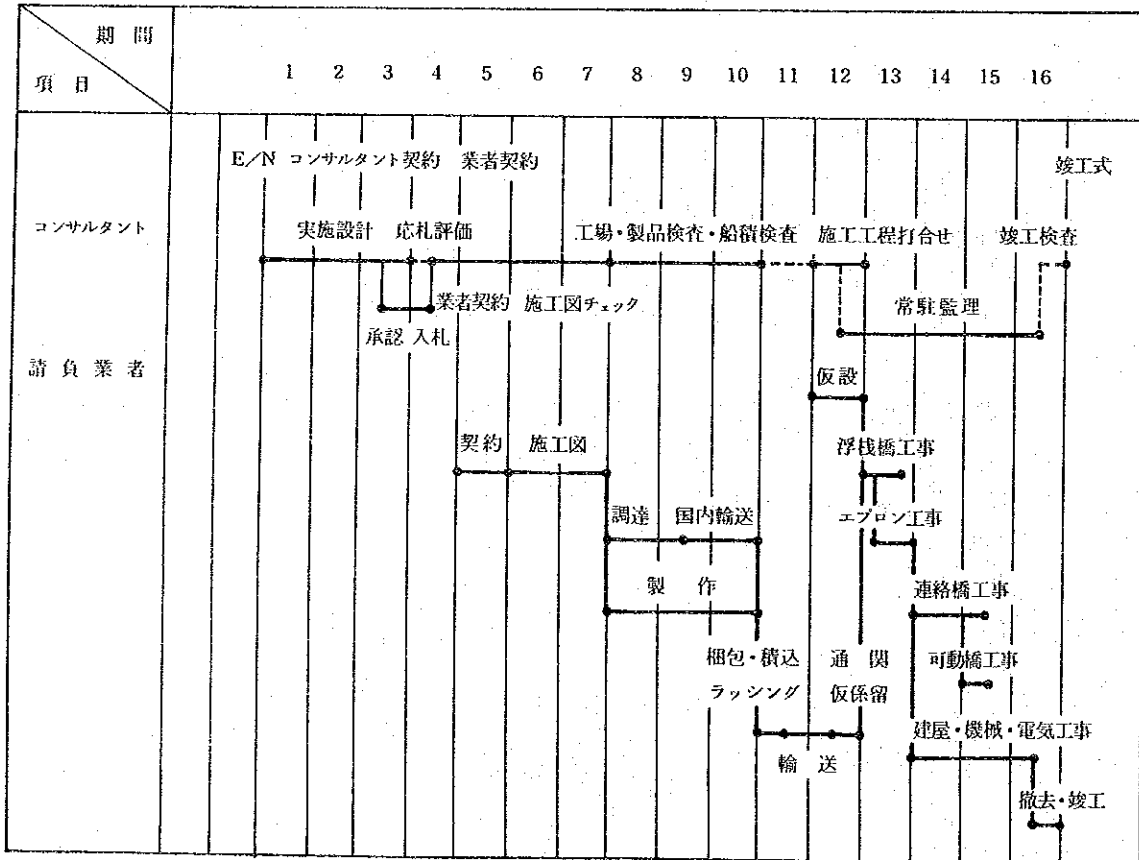 期間
項目
1 2 3 4 5 6 7 8 9 10 11 12 13 14 15 16
E/N コンサルタント契約 業者契約
竣工式
コンサルタント
実施設計 応札評価 工場・製品検査・船積検査 施工工程打合せ 竣工検査
業者契約 施工図チェック 常駐監理
承認 入札
請負業者
仮設
契約 施工図 浮桟橋工事
調達 国内輸送 エプロン工事
製作 連絡橋工事
梱包・積込 通関 可動橋工事
ラッシング 仮係留
建屋・機械・電気工事
輸送
撤去・竣工